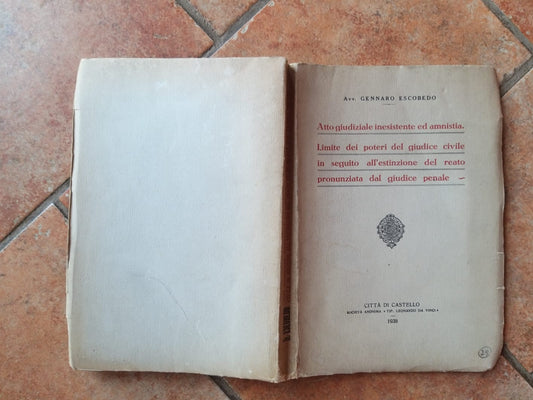 Avv. GENNARO ESCOBEDO
Atto giudiziale inesistente ed amnistia.
Limite dei poteri del giudice civile
in seguito all'estinzione del reato
pronunziata dal giudice penale
CITTÀ DI CASTELLO
SOCIETÀ ANONIMA « TIP. LEONARDO DA VINCI »